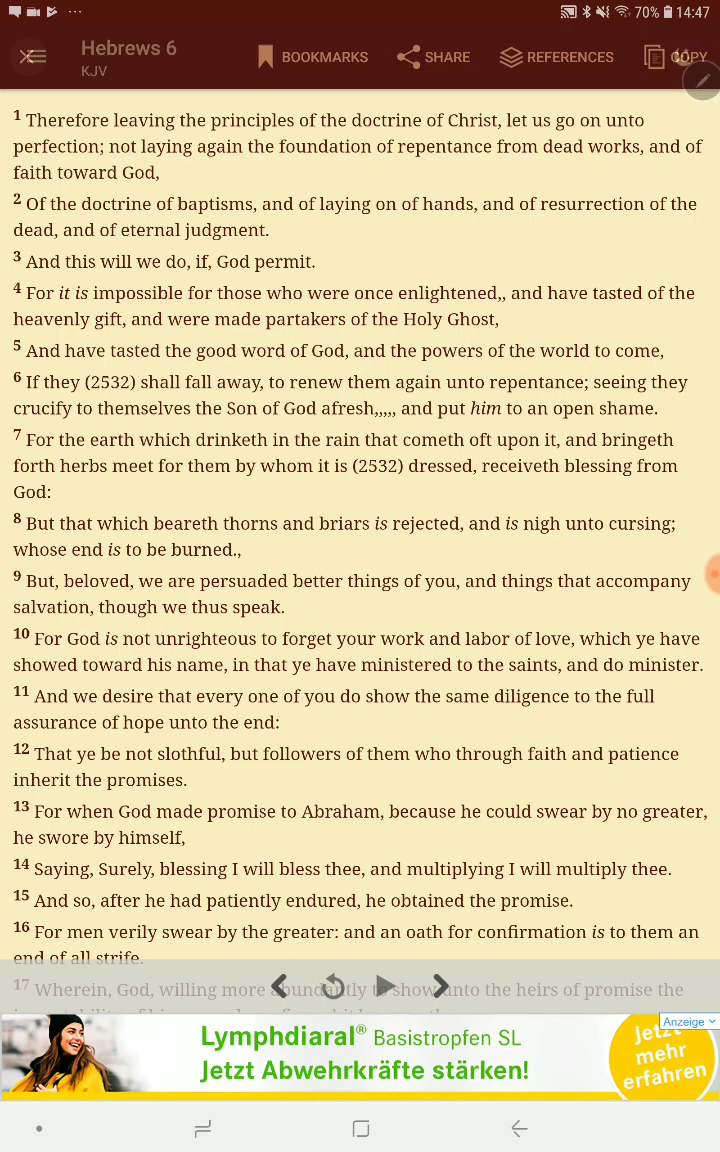 70% 14:47
Hebrews 6
KJV
BOOKMARKS
SHARE
REFERENCES
COPY
1 Therefore leaving the principles of the doctrine of Christ, let us go on unto
perfection; not laying again the foundation of repentance from dead works, and of
faith toward God,
2 Of the doctrine of baptisms, and of laying on of hands, and of resurrection of the
dead, and of eternal judgment.
3 And this will we do, if, God permit.
4 For it is impossible for those who were once enlightened,, and have tasted of the
heavenly gift, and were made partakers of the Holy Ghost,
5 And have tasted the good word of God, and the powers of the world to come,
6 If they (2532) shall fall away, to renew them again unto repentance; seeing they
crucify to themselves the Son of God afresh,,,,, and put him to an open shame.
7 For the earth which drinketh in the rain that cometh oft upon it, and bringeth
forth herbs meet for them by whom it is (2532) dressed, receiveth blessing from
God:
8 But that which beareth thorns and briars is rejected, and is nigh unto cursing;
whose end is to be burned.,
9 But, beloved, we are persuaded better things of you, and things that accompany
salvation, though we thus speak.
10 For God is not unrighteous to forget your work and labor of love, which ye have
showed toward his name, in that ye have ministered to the saints, and do minister.
11 And we desire that every one of you do show the same diligence to the full
assurance of hope unto the end:
12 That ye be not slothful, but followers of them who through faith and patience
inherit the promises.
13 For when God made promise to Abraham, because he could swear by no greater,
he swore by himself,
14 Saying, Surely, blessing I will bless thee, and multiplying I will multiply thee.
15 And so, after he had patiently endured, he obtained the promise.
16 For men verily swear by the greater: and an oath for confirmation is to them an
end of all strife.
17 Wherein, God, willing more abundantly to show unto the heirs of promise the
Anzeige
Lymphdiaral® Basistropfen SL
Jetzt Abwehrkräfte stärken!
Jetzt
mehr
erfahren